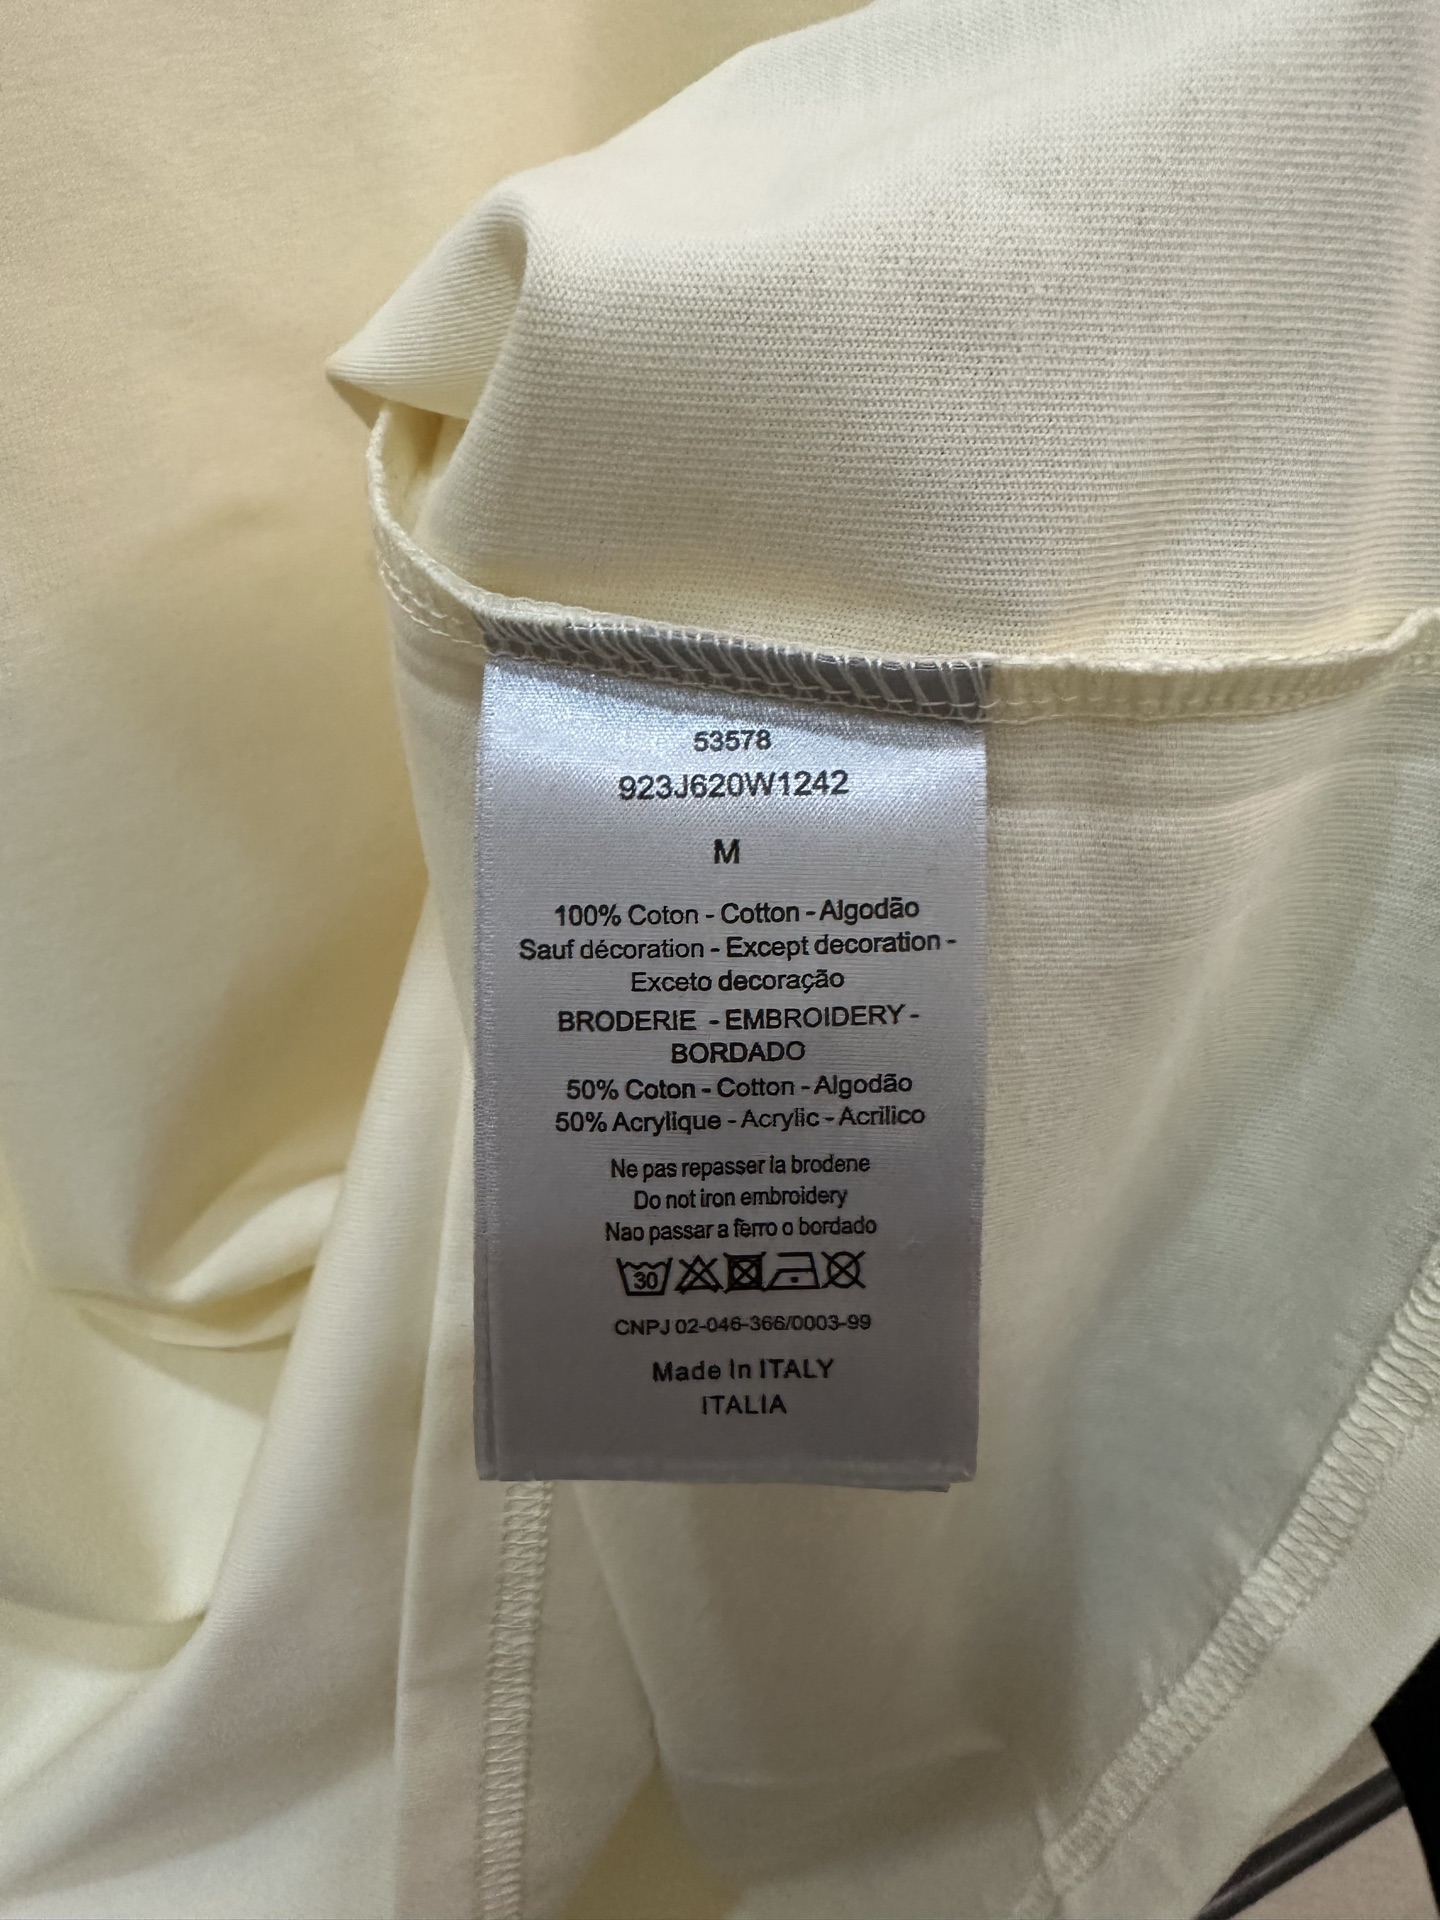 53578
923J620W1242
M
100% Coton - Cotton - Algodão
Sauf décoration - Except decoration -
Exceto decoração
BRODERIE - EMBROIDERY -
BORDADO
50% Coton - Cotton - Algodão
50% Acrylique - Acrylic - Acrilico
Ne pas repasser la brodene
Do not iron embroidery
Nao passar a ferro o bordado
30
CNPJ 02-046-366/0003-99
Made In ITALY
ITALIA